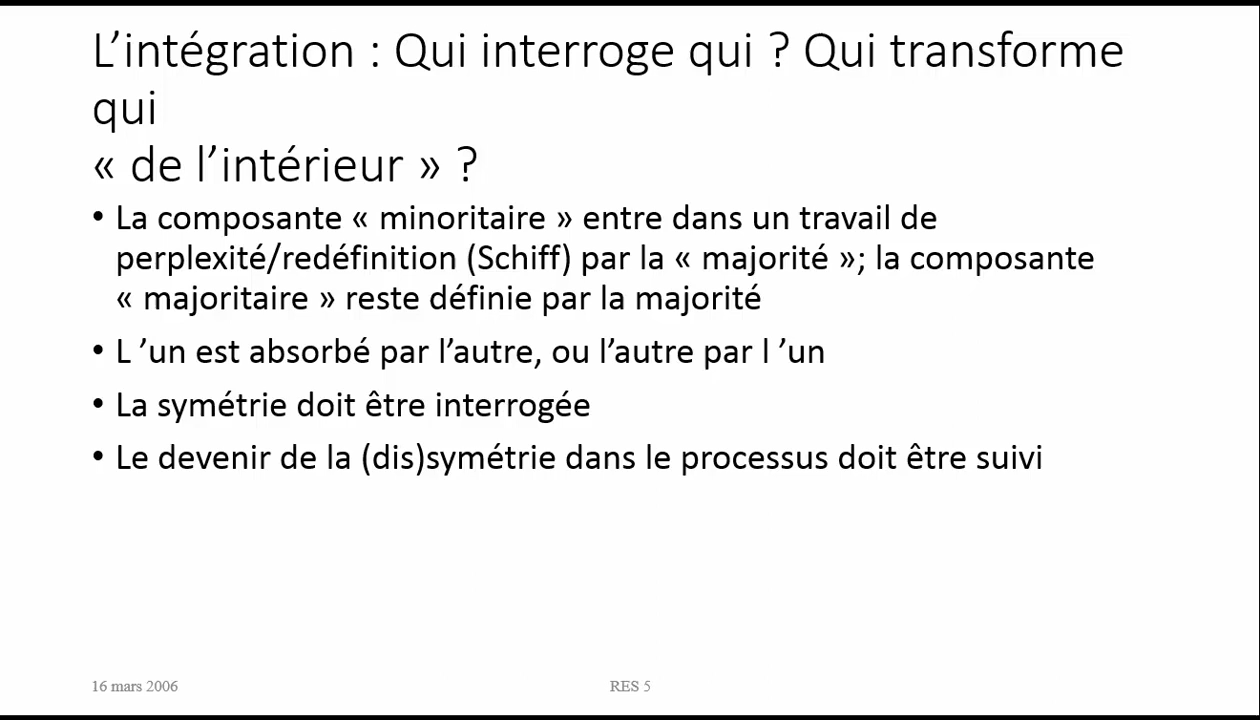 L’intégration : Qui interroge qui ? Qui transforme
qui
« de l’intérieur » ?
• La composante « minoritaire » entre dans un travail de
perplexité/redéfinition (Schiff) par la « majorité »; la composante
« majoritaire » reste définie par la majorité
• L ’un est absorbé par l’autre, ou l’autre par l ’un
• La symétrie doit être interrogée
• Le devenir de la (dis)symétrie dans le processus doit être suivi
16 mars 2006 RES 5